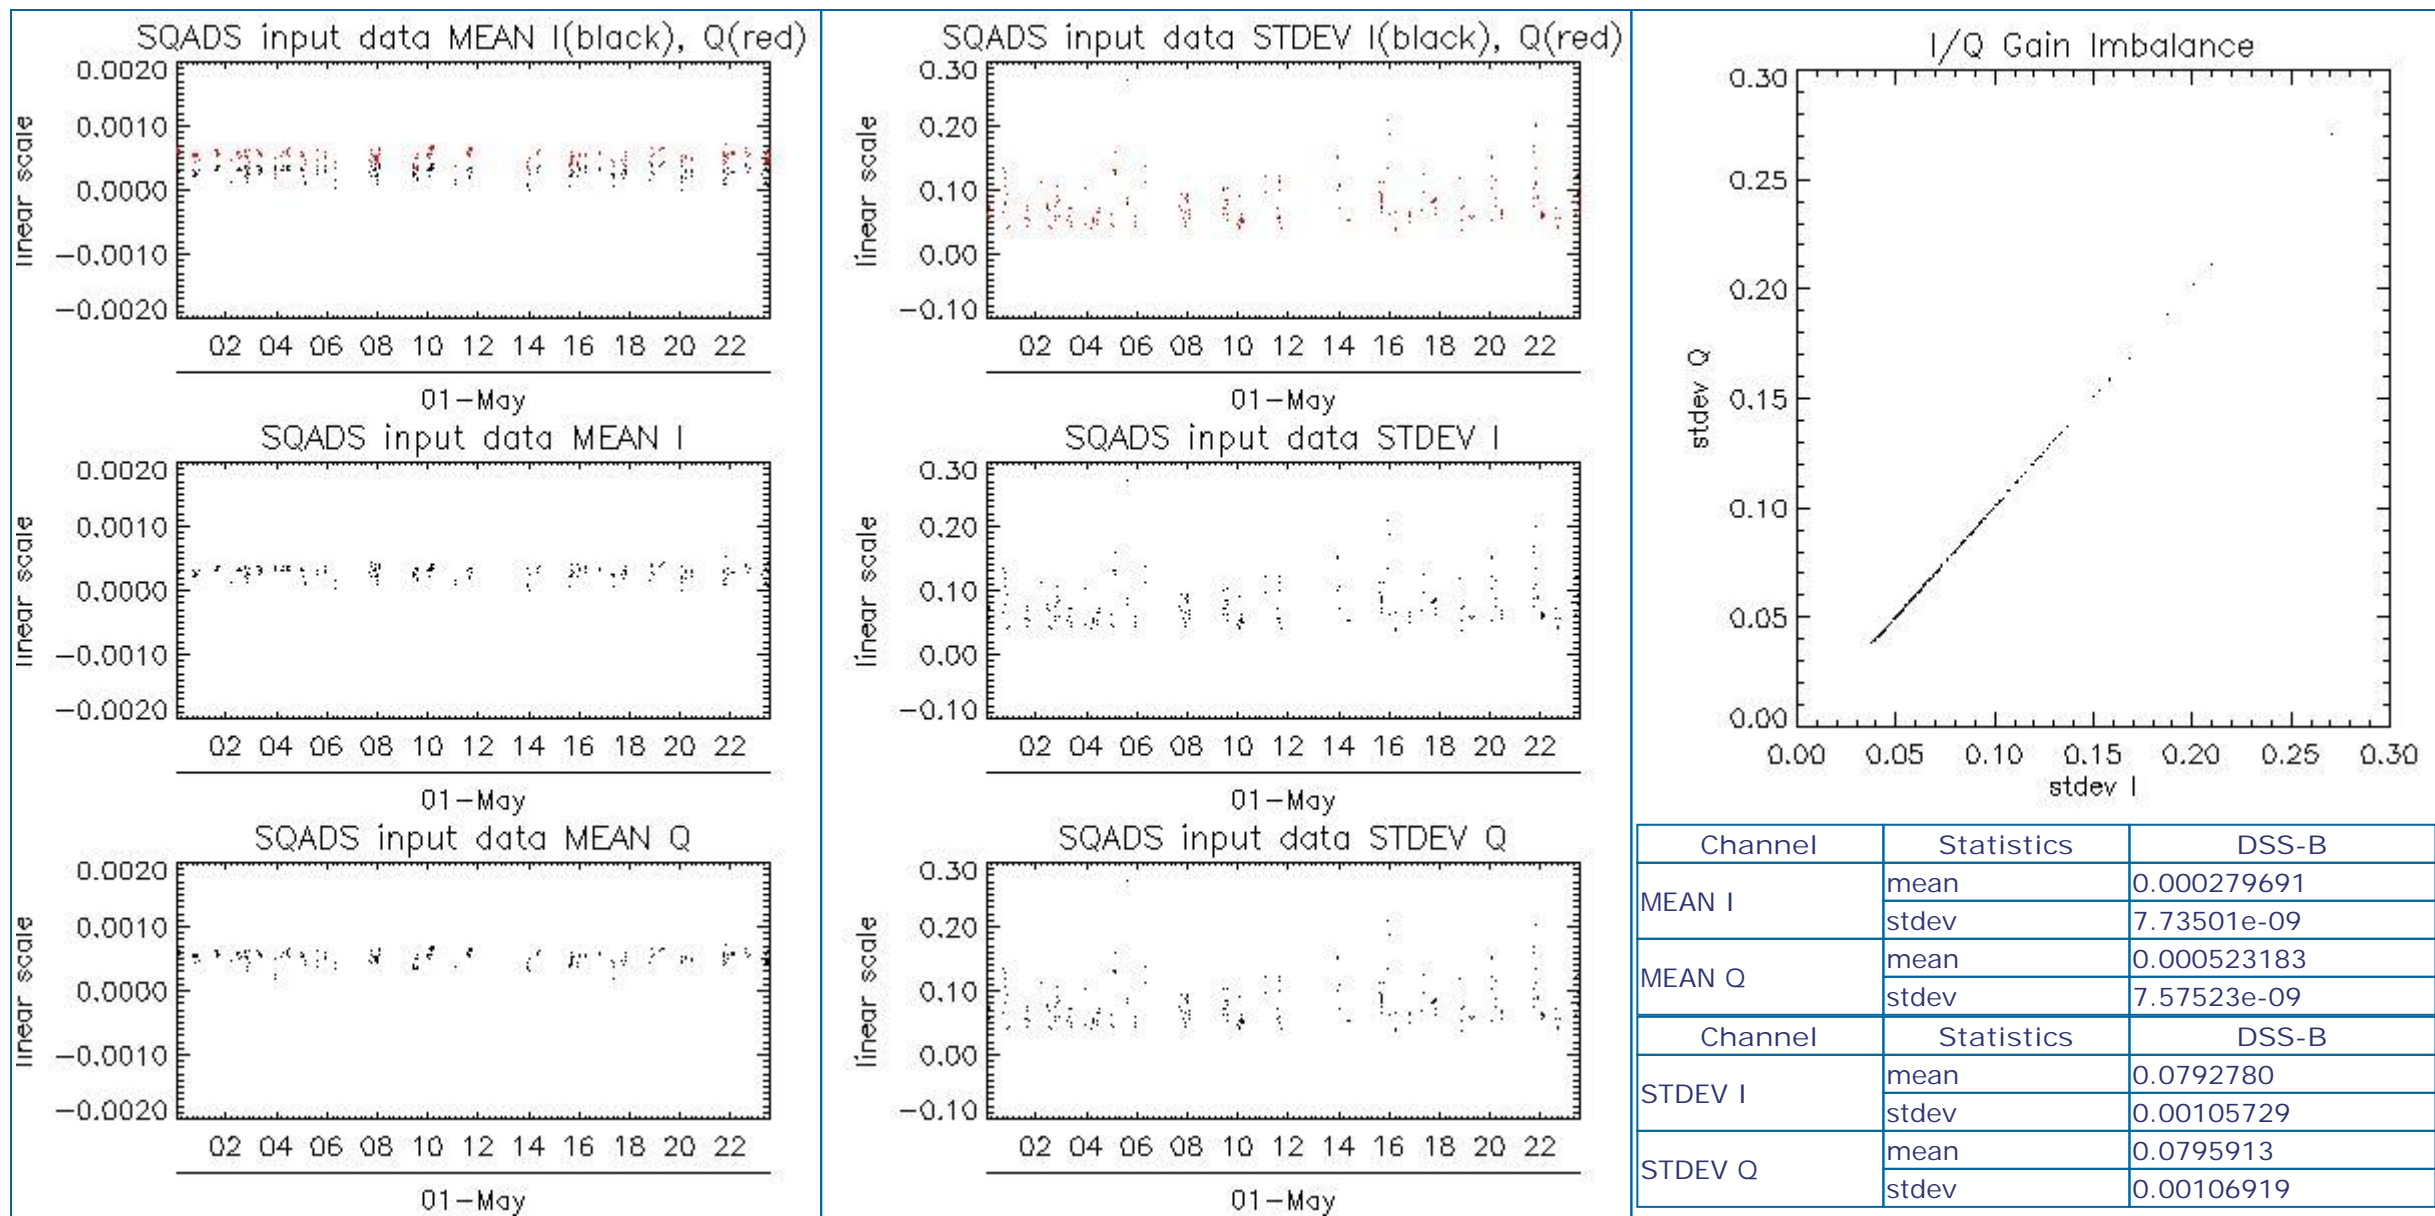 SQADS input data MEAN I(black), Q(red)
0.0020
0.0010
0.0000
-0.0010
-0.0020
linear scale
02 04 06 08 10 12 14 16 18 20 22
01-May
SQADS input data MEAN I
0.0020
0.0010
0.0000
-0.0010
-0.0020
linear scale
02 04 06 08 10 12 14 16 18 20 22
01-May
SQADS input data MEAN Q
0.0020
0.0010
0.0000
-0.0010
-0.0020
linear scale
02 04 06 08 10 12 14 16 18 20 22
01-May
SQADS input data STDEV I(black), Q(red)
0.30
0.20
0.10
0.00
-0.10
linear scale
02 04 06 08 10 12 14 16 18 20 22
01-May
SQADS input data STDEV I
0.30
0.20
0.10
0.00
-0.10
linear scale
02 04 06 08 10 12 14 16 18 20 22
01-May
SQADS input data STDEV Q
0.30
0.20
0.10
0.00
-0.10
linear scale
02 04 06 08 10 12 14 16 18 20 22
01-May
I/Q Gain Imbalance
0.30
0.25
0.20
0.15
0.10
0.05
0.00
stdev Q
0.00 0.05 0.10 0.15 0.20 0.25 0.30
stdev I
Channel Statistics DSS-B
MEAN I mean 0.000279691
stdev 7.73501e-09
MEAN Q mean 0.000523183
stdev 7.57523e-09
Channel Statistics DSS-B
STDEV I mean 0.0792780
stdev 0.00105729
STDEV Q mean 0.0795913
stdev 0.00106919